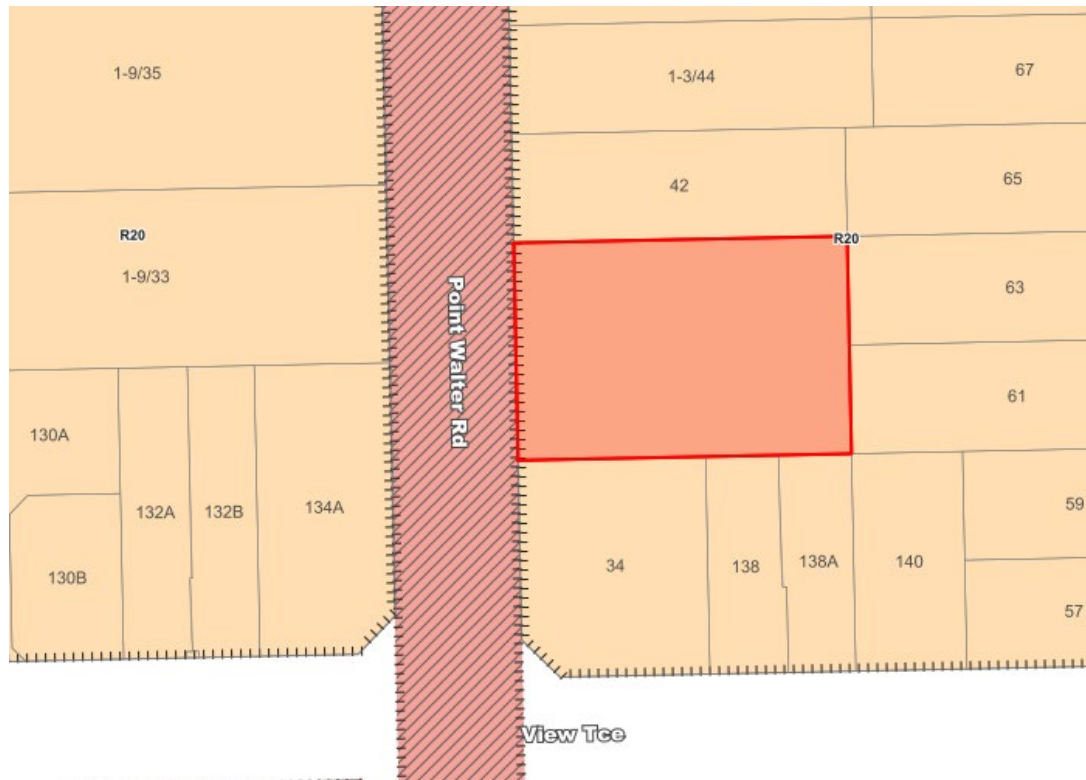 1-9/35
1-3/44
67
42
65
R20
R20
1-9/33
63
Point Walter Rd
61
130A
132A
132B
134A
59
34
138
138A
140
130B
57
View Tce